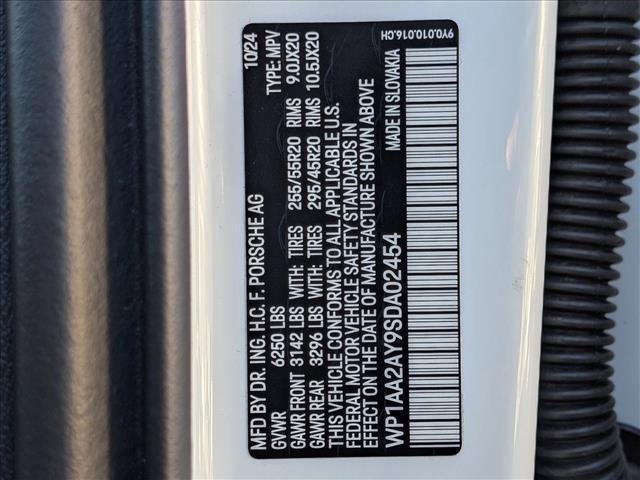 MFD BY DR. ING. H.C. F. PORSCHE AG 10/24
GVWR 6250 LBS TYPE: MPV
GAWR FRONT 3142 LBS WITH: TIRES 255/55R20 RIMS 9.0JX20
GAWR REAR 3296 LBS WITH: TIRES 295/45R20 RIMS 10.5JX20
THIS VEHICLE CONFORMS TO ALL APPLICABLE U.S.
FEDERAL MOTOR VEHICLE SAFETY STANDARDS IN
EFFECT ON THE DATE OF MANUFACTURE SHOWN ABOVE
WP1AA2AY9SDA02454 MADE IN SLOVAKIA
9Y0.010.016.CH